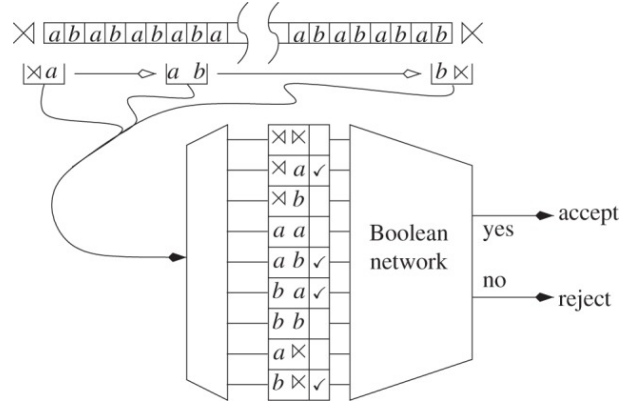 ⋊ a b a b a b a b a a b a b a b a b ⋉
⋊ a a b b ⋉
⋊ ⋉
⋊ a ✓
⋊ b
a a
a b ✓
b a ✓
b b
a ⋉
b ⋉ ✓
Boolean
network
yes
accept
no
reject